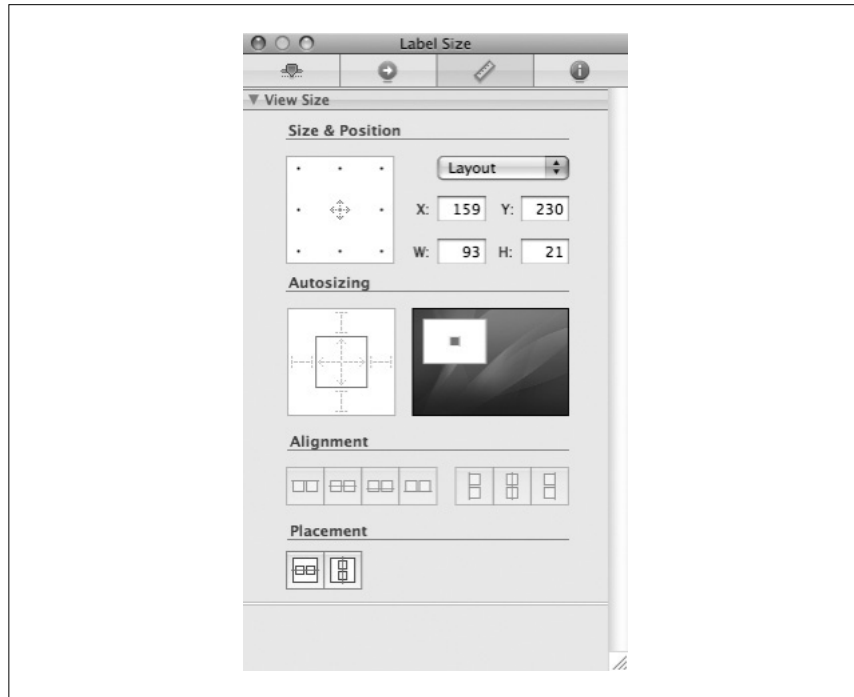 Label Size
View Size
Size & Position
Layout
X: 159 Y: 230
W: 93 H: 21
Autosizing
Alignment
Placement